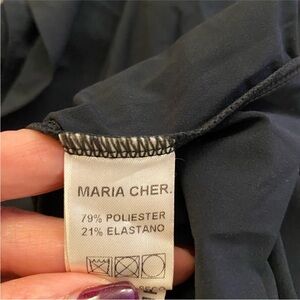 MARIA CHER.
79% POLIESTER
21% ELASTANO